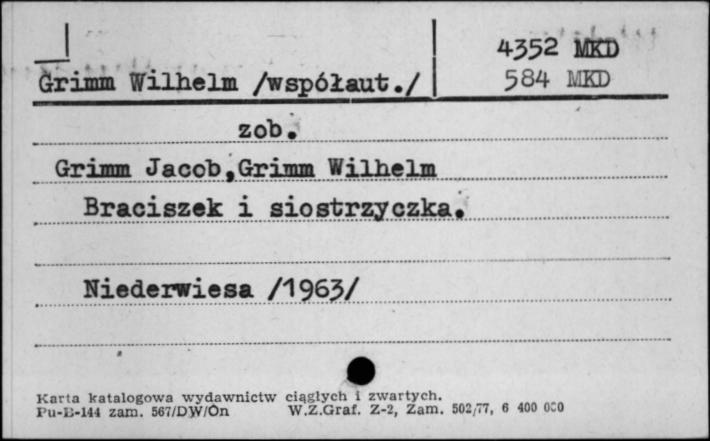 4352 MKD
Grimm Wilhelm /współaut./ 584 MKD
zob.
Grimm Jacob,Grimm Wilhelm
Braciszek i siostrzyczka.
Niederwiesa /1963/
Karta katalogowa wydawnictw ciągłych i zwartych.
Pu-B-144 zam. 567/DW/On W.Z.Graf. Z-2, Zam. 502/77, 6 400 000